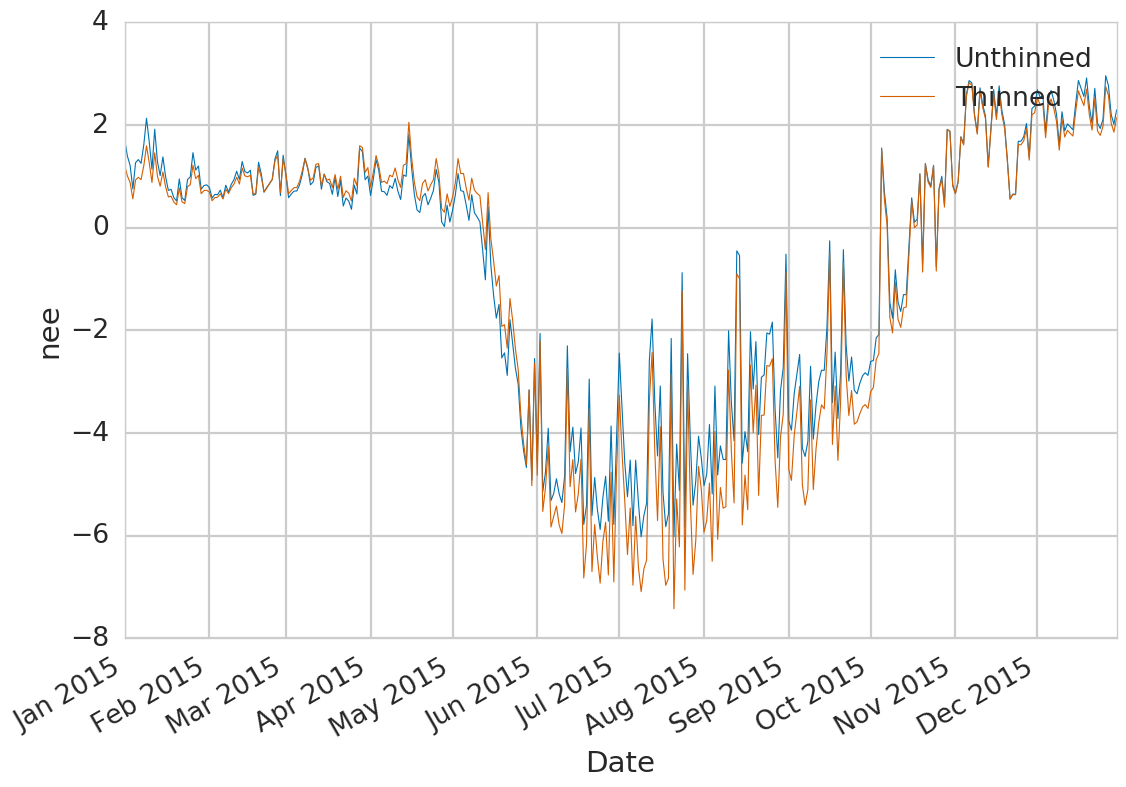 4
2
0
−2
−4
−6
−8
nee
Unthinned
Thinned
Jan 2015
Feb 2015
Mar 2015
Apr 2015
May 2015
Jun 2015
Jul 2015
Aug 2015
Sep 2015
Oct 2015
Nov 2015
Dec 2015
Date